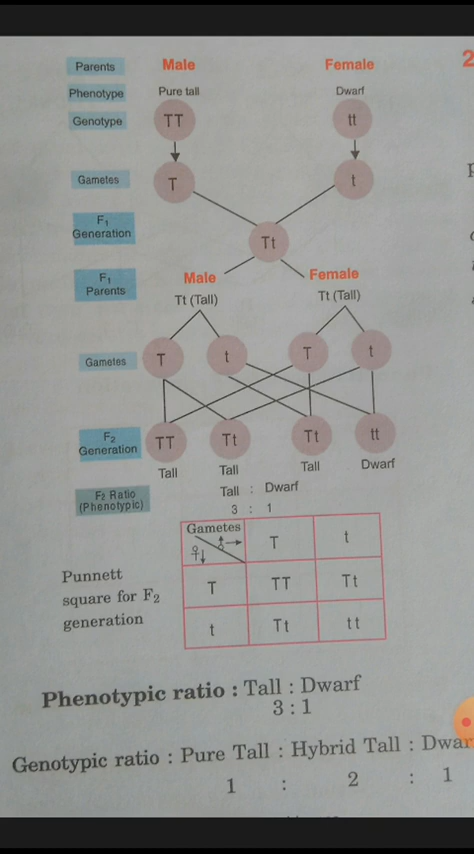 Parents Male Female
Phenotype Pure tall Dwarf
Genotype TT tt
Gametes T t
F₁
Generation
Tt
F₁
Parents
Male Female
Tt (Tall) Tt (Tall)
Gametes T t T t
F₂
Generation
TT Tt Tt tt
Tall Tall Tall Dwarf
F₂ Ratio
(Phenotypic)
Tall : Dwarf
3 : 1
Gametes T t
T TT Tt
t Tt tt
Punnett
square for F₂
generation
Phenotypic ratio : Tall : Dwarf
3 : 1
Genotypic ratio : Pure Tall : Hybrid Tall : Dwar
1 : 2 : 1
2